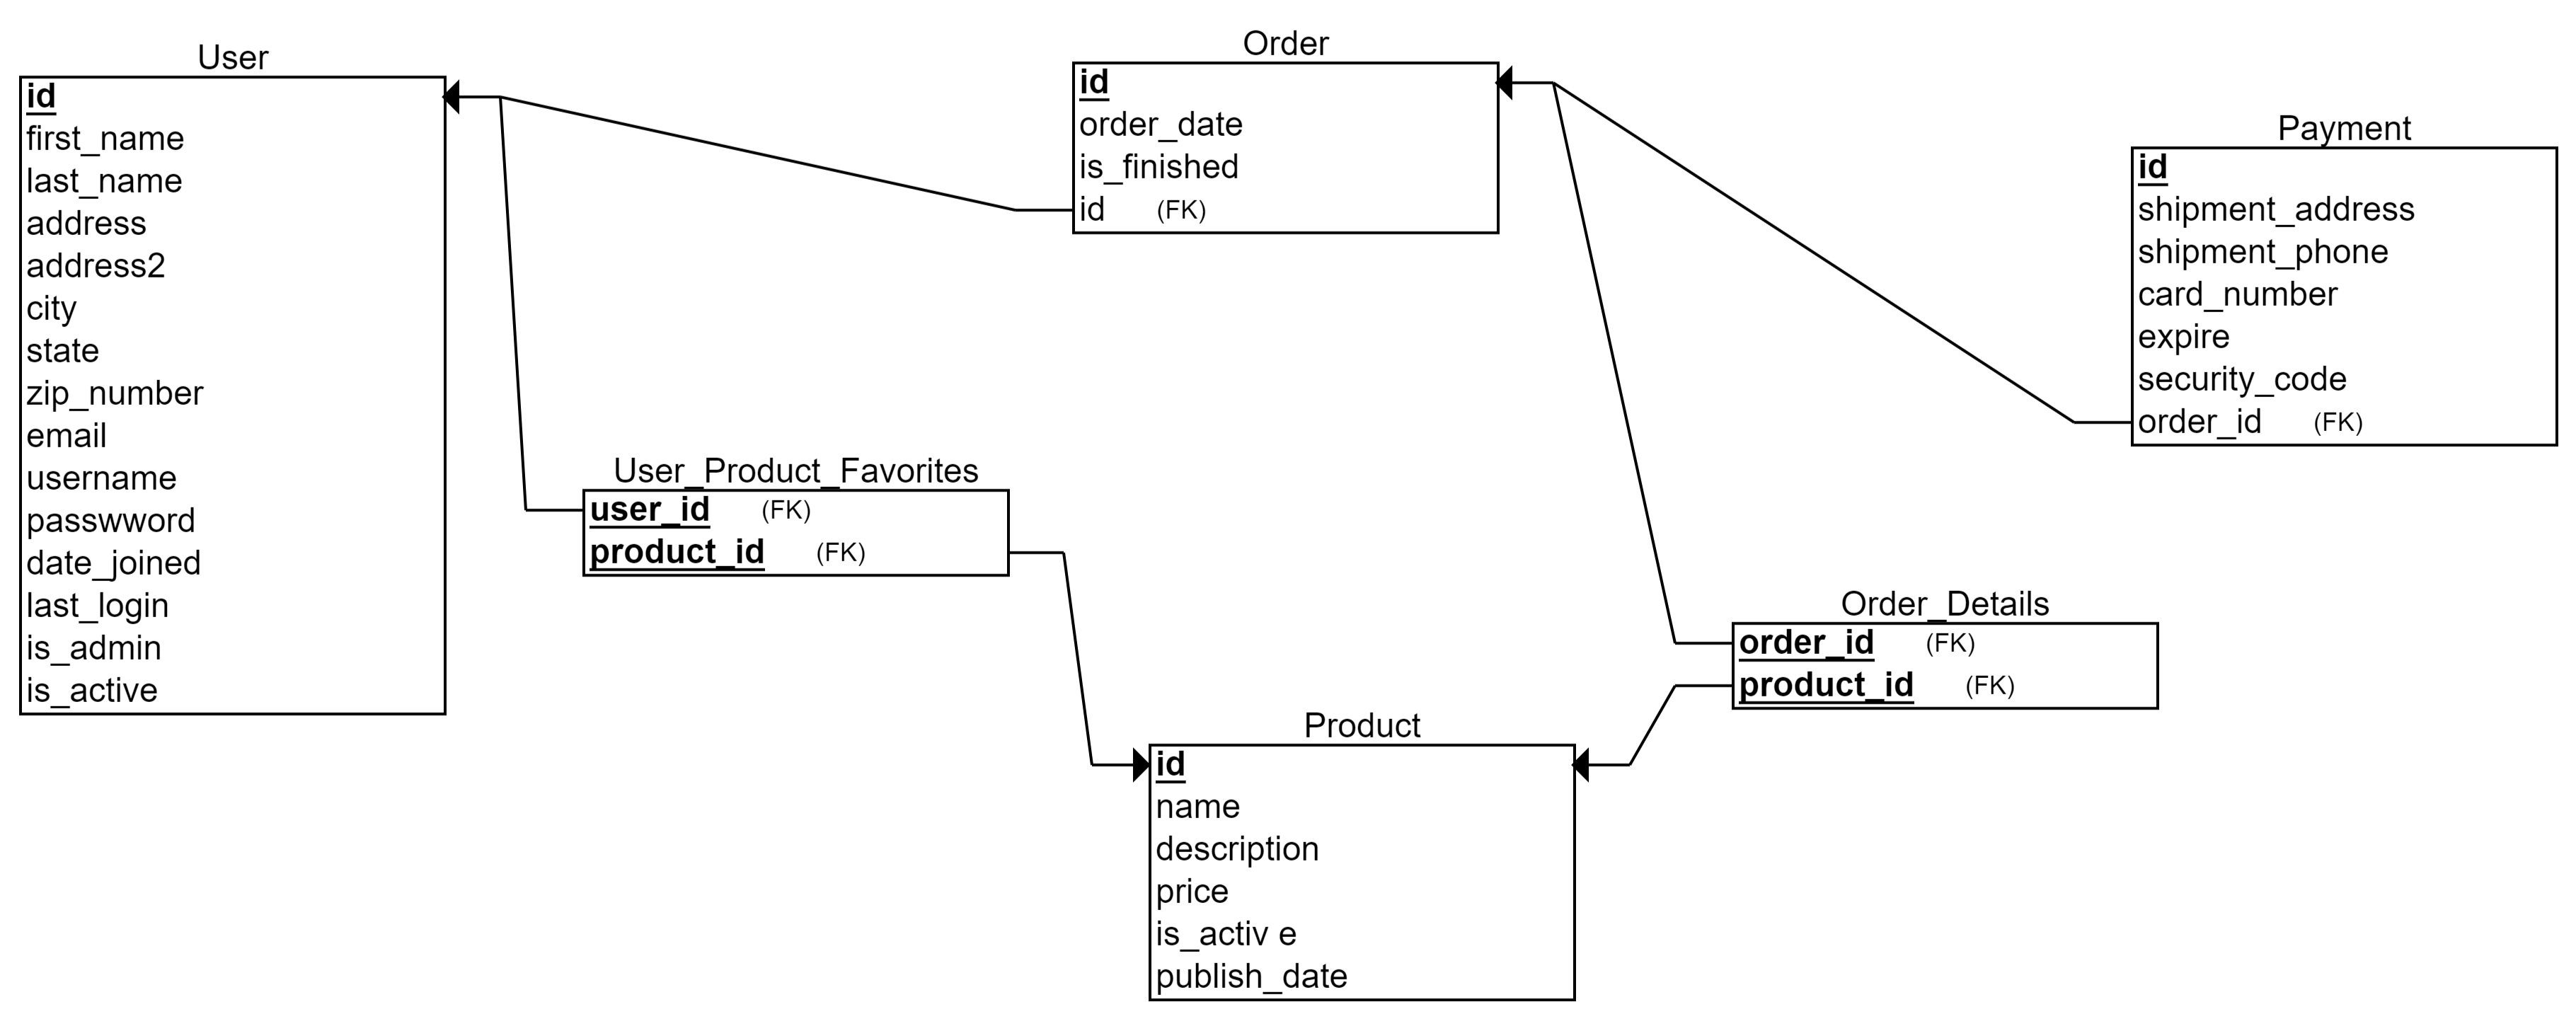 User
id
first_name
last_name
address
address2
city
state
zip_number
email
username
passwword
date_joined
last_login
is_admin
is_active
Order
id
order_date
is_finished
id (FK)
Payment
id
shipment_address
shipment_phone
card_number
expire
security_code
order_id (FK)
User_Product_Favorites
user_id (FK)
product_id (FK)
Order_Details
order_id (FK)
product_id (FK)
Product
id
name
description
price
is_activ e
publish_date